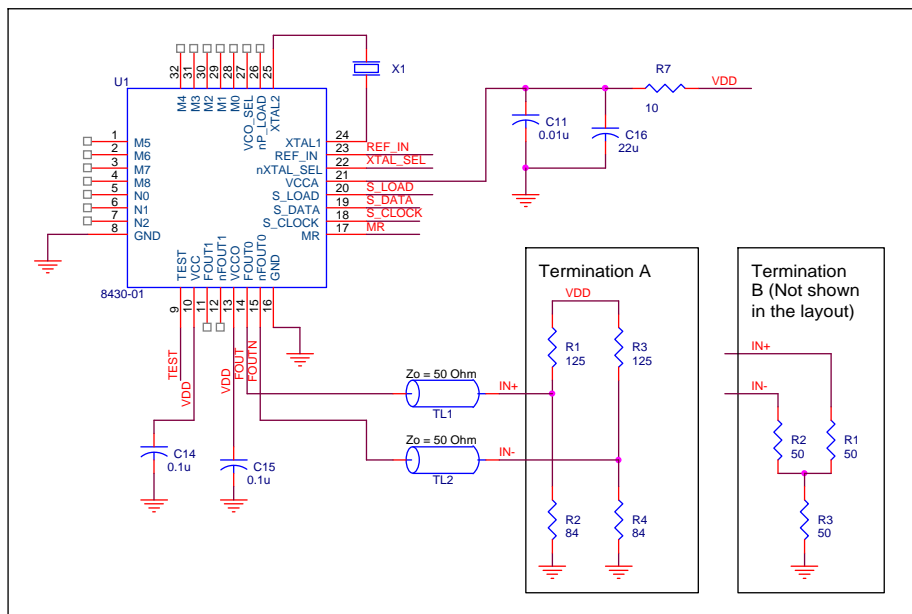 U1
32
31
30
29
28
27
26
25
M4
M3
M2
M1
M0
VCO_SEL
nP_LOAD
XTAL2
X1
R7
VDD
10
C11
0.01u
C16
22u
1 M5
2 M6
3 M7
4 M8
5 N0
6 N1
7 N2
8 GND
XTAL1 24
REF_IN 23 REF_IN
nXTAL_SEL 22 XTAL_SEL
VCCA 21
S_LOAD 20 S_LOAD
S_DATA 19 S_DATA
S_CLOCK 18 S_CLOCK
MR 17 MR
TEST
VCC
FOUT1
nFOUT1
VCCO
FOUT0
nFOUT0
GND
8430-01
9
10
11
12
13
14
15
16
TEST
VDD
VDD
FOUT
FOUTN
C14
0.1u
C15
0.1u
Zo = 50 Ohm
TL1
IN+
Zo = 50 Ohm
TL2
IN-
Termination A
VDD
R1
125
R3
125
R2
84
R4
84
Termination
B (Not shown
in the layout)
IN+
IN-
R2
50
R1
50
R3
50